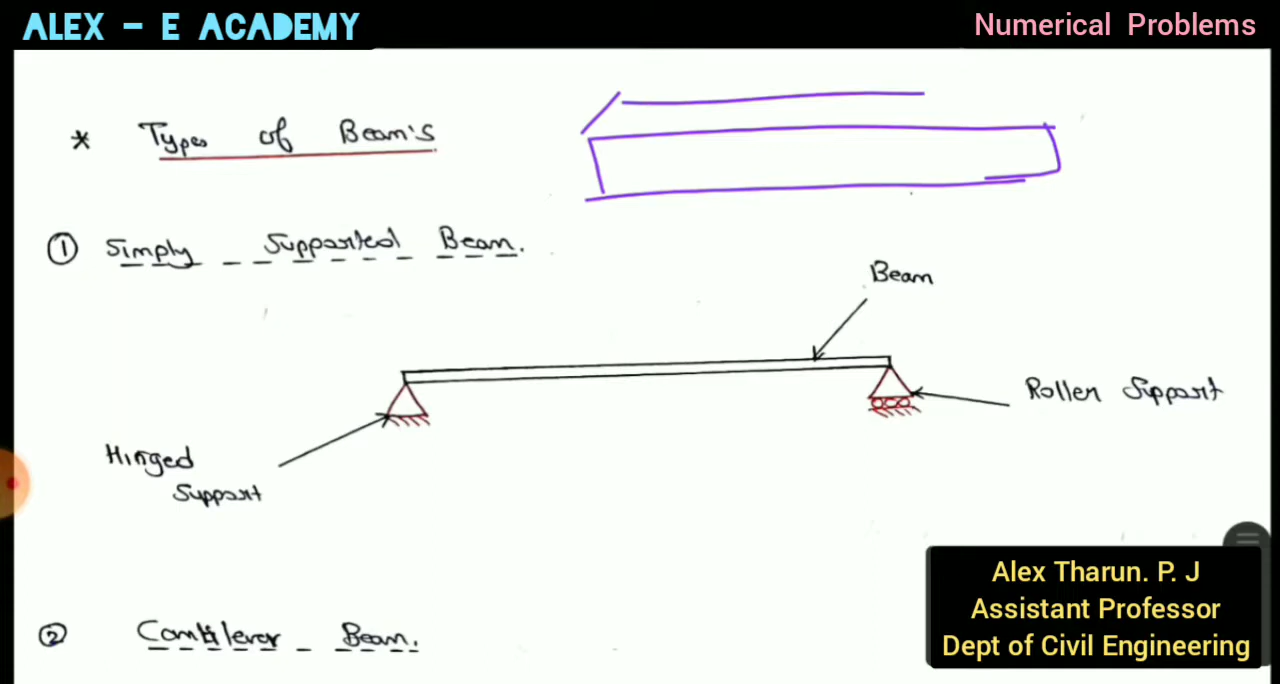 ALEX - E ACADEMY
Numerical Problems
* Types of Beam's
① Simply Supported Beam.
Beam
Roller Support
Hinged
Support
② Cantilever Beam.
Alex Tharun. P. J
Assistant Professor
Dept of Civil Engineering